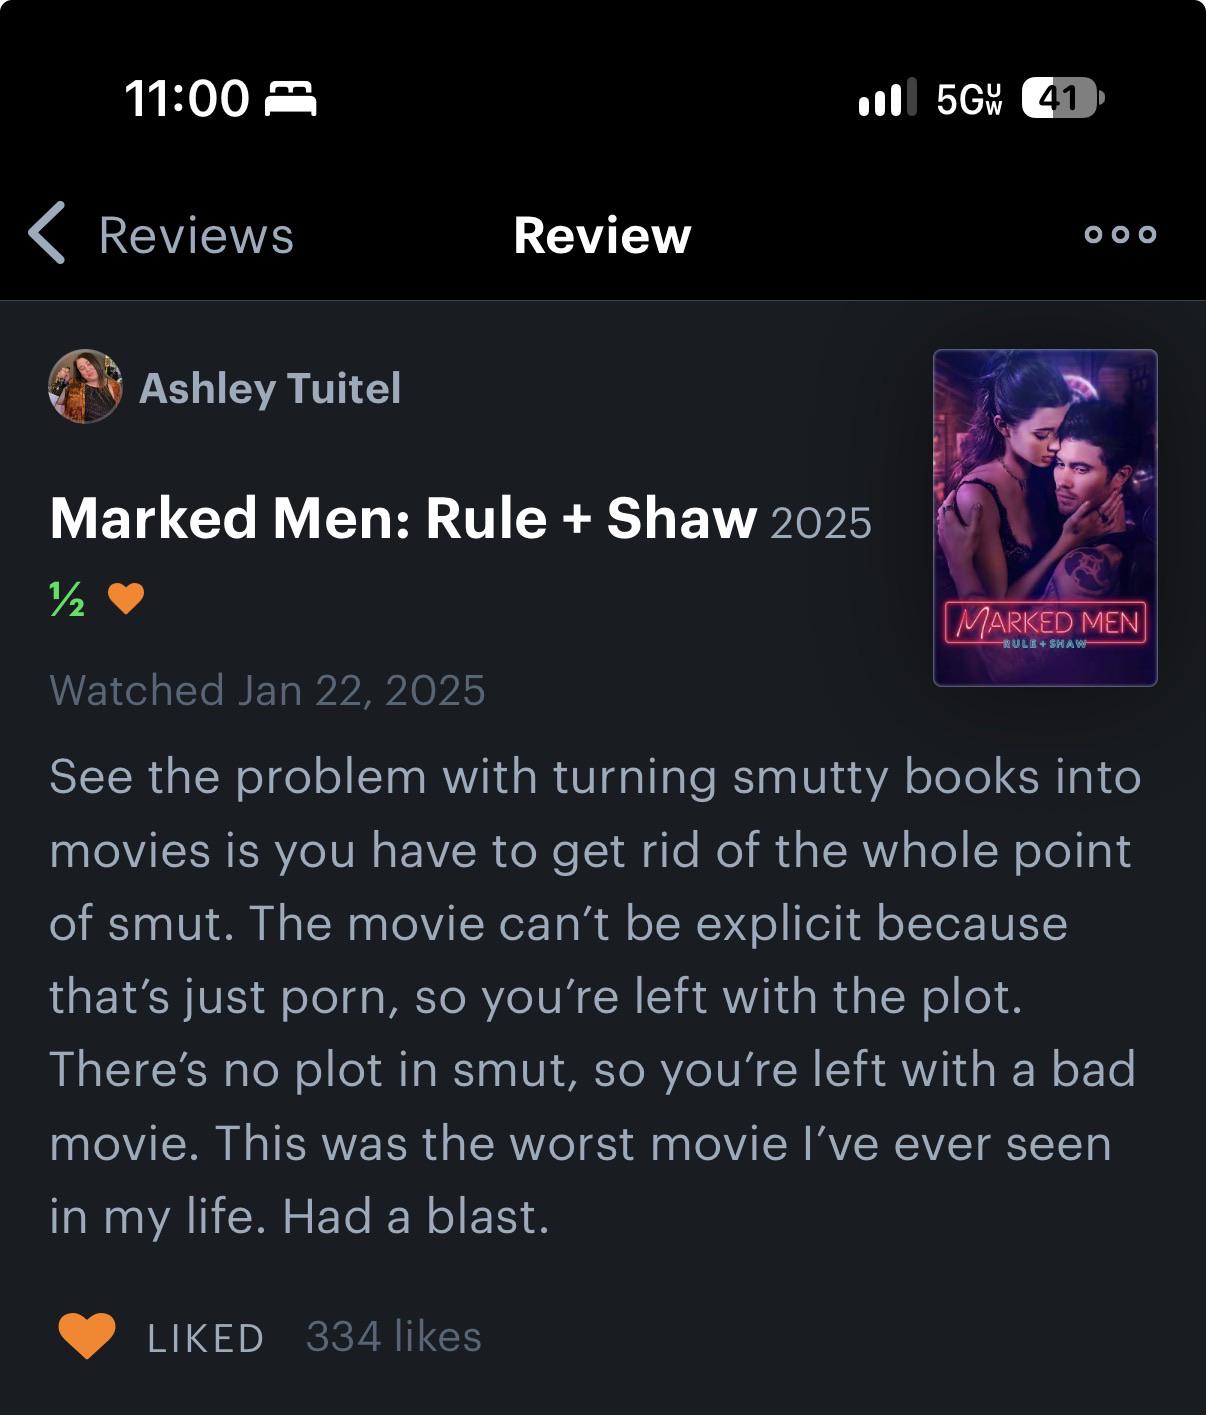 11:00
5G UW 41
Reviews
Review
Ashley Tuitel
Marked Men: Rule + Shaw 2025
½
Watched Jan 22, 2025
MARKED MEN
RULE + SHAW
See the problem with turning smutty books into
movies is you have to get rid of the whole point
of smut. The movie can’t be explicit because
that’s just porn, so you’re left with the plot.
There’s no plot in smut, so you’re left with a bad
movie. This was the worst movie I’ve ever seen
in my life. Had a blast.
LIKED 334 likes